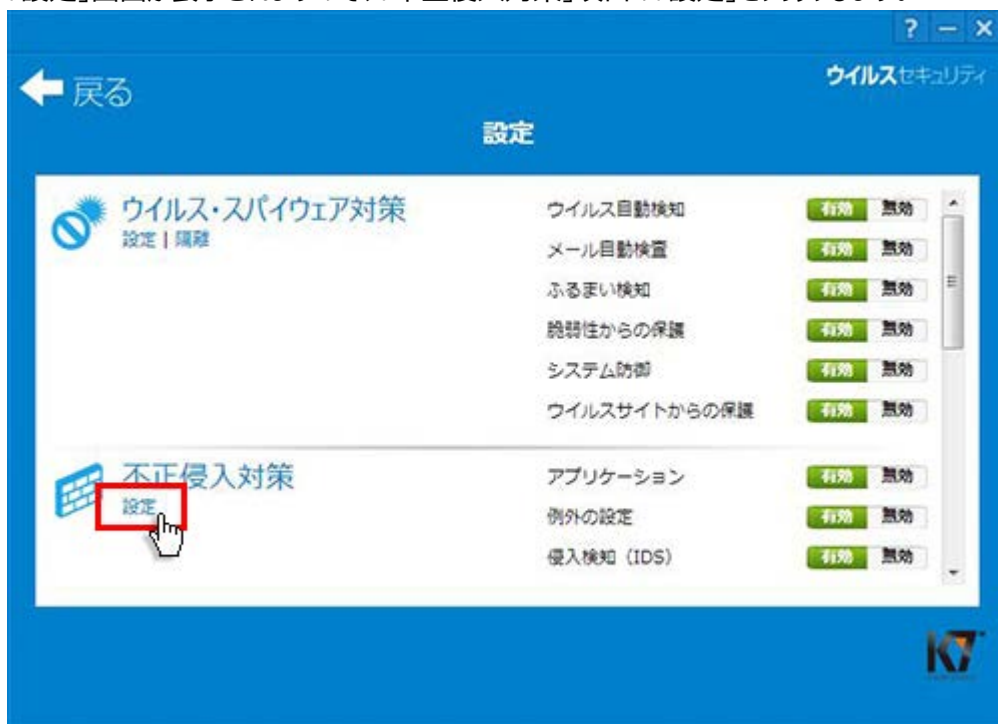 ? − ×
戻る
ウイルスセキュリティ
設定
ウイルス・スパイウェア対策
設定 | 隔離
ウイルス自動検知 有効 無効
メール自動検査 有効 無効
ふるまい検知 有効 無効
脆弱性からの保護 有効 無効
システム防御 有効 無効
ウイルスサイトからの保護 有効 無効
不正侵入対策
設定
アプリケーション 有効 無効
例外の設定 有効 無効
侵入検知（IDS） 有効 無効
K7